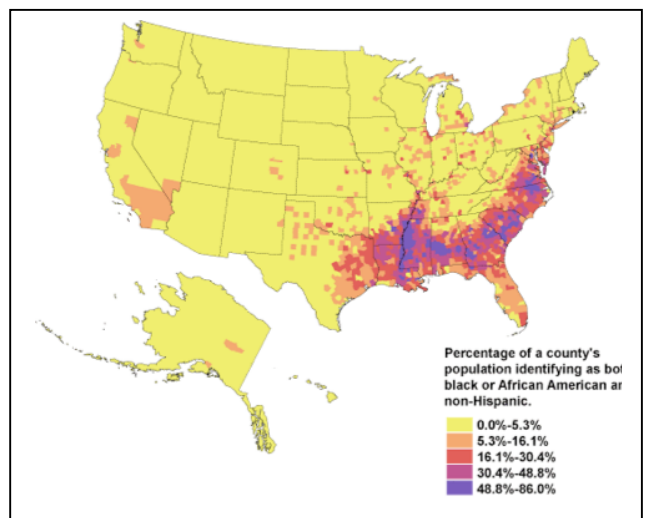 Percentage of a county's
population identifying as bot
black or African American ar
non-Hispanic.
0.0%-5.3%
5.3%-16.1%
16.1%-30.4%
30.4%-48.8%
48.8%-86.0%